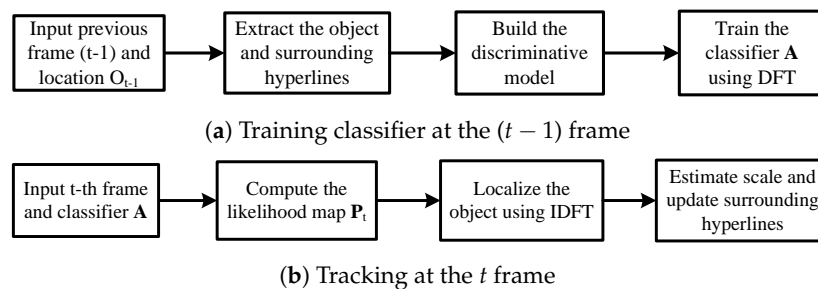 Input previous
frame (t-1) and
location Oₜ₋₁
Extract the object
and surrounding
hyperlines
Build the
discriminative
model
Train the
classifier A
using DFT
(a) Training classifier at the (t − 1) frame
Input t-th frame
and classifier A
Compute the
likelihood map Pₜ
Localize the
object using IDFT
Estimate scale and
update surrounding
hyperlines
(b) Tracking at the t frame